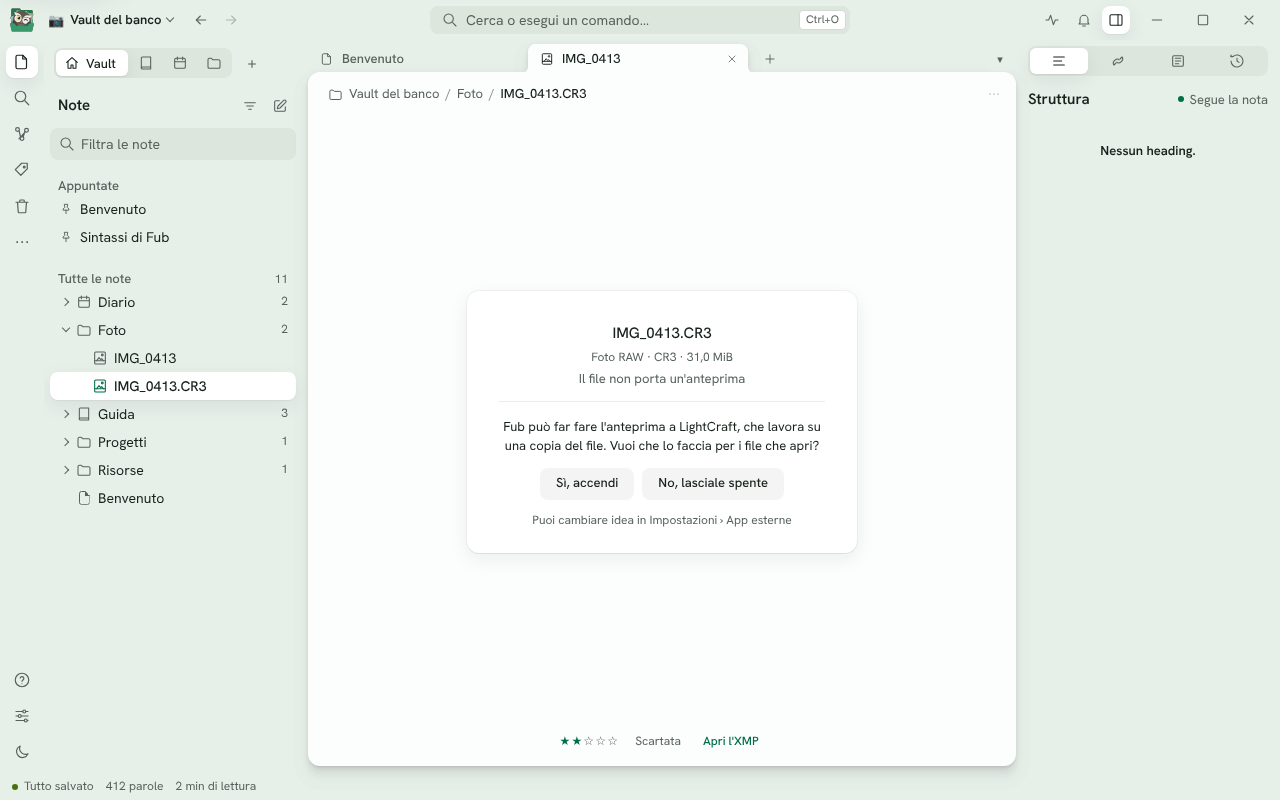 Vault del banco
Cerca o esegui un comando...
Ctrl+O
Vault
Benvenuto
IMG_0413
Note
Filtra le note
Appuntate
Benvenuto
Sintassi di Fub
Tutte le note 11
Diario 2
Foto 2
IMG_0413
IMG_0413.CR3
Guida 3
Progetti 1
Risorse 1
Benvenuto
Vault del banco / Foto / IMG_0413.CR3
IMG_0413.CR3
Foto RAW · CR3 · 31,0 MiB
Il file non porta un'anteprima
Fub può far fare l'anteprima a LightCraft, che lavora su
una copia del file. Vuoi che lo faccia per i file che apri?
Sì, accendi
No, lasciale spente
Puoi cambiare idea in Impostazioni › App esterne
★★☆☆☆ Scartata Apri l'XMP
Struttura
Segue la nota
Nessun heading.
Tutto salvato 412 parole 2 min di lettura